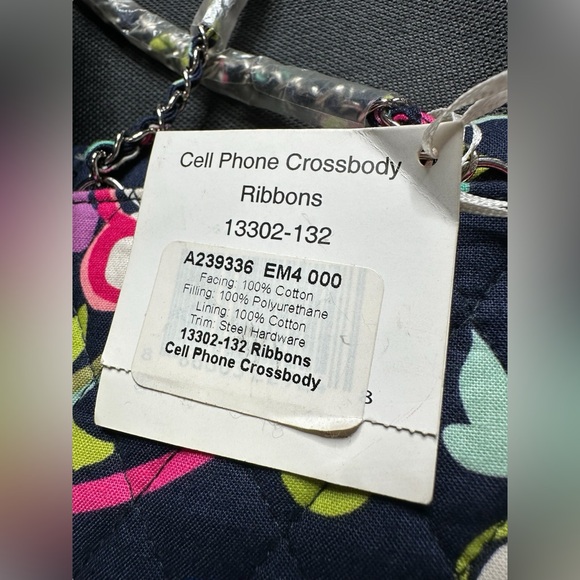 Cell Phone Crossbody
Ribbons
13302-132
A239336 EM4 000
Facing: 100% Cotton
Filling: 100% Polyurethane
Lining: 100% Cotton
Trim: Steel Hardware
13302-132 Ribbons
Cell Phone Crossbody
8